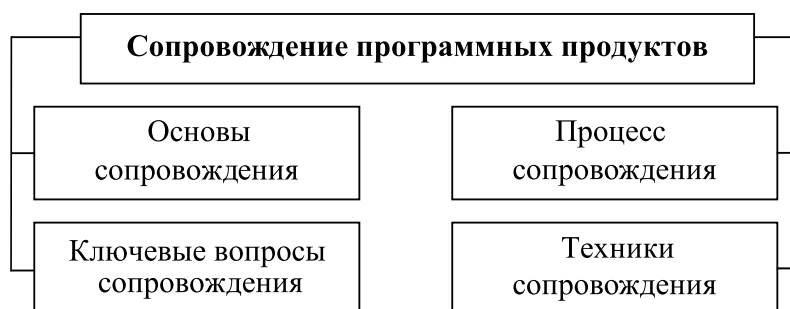 Сопровождение программных продуктов
Основы
сопровождения
Процесс
сопровождения
Ключевые вопросы
сопровождения
Техники
сопровождения